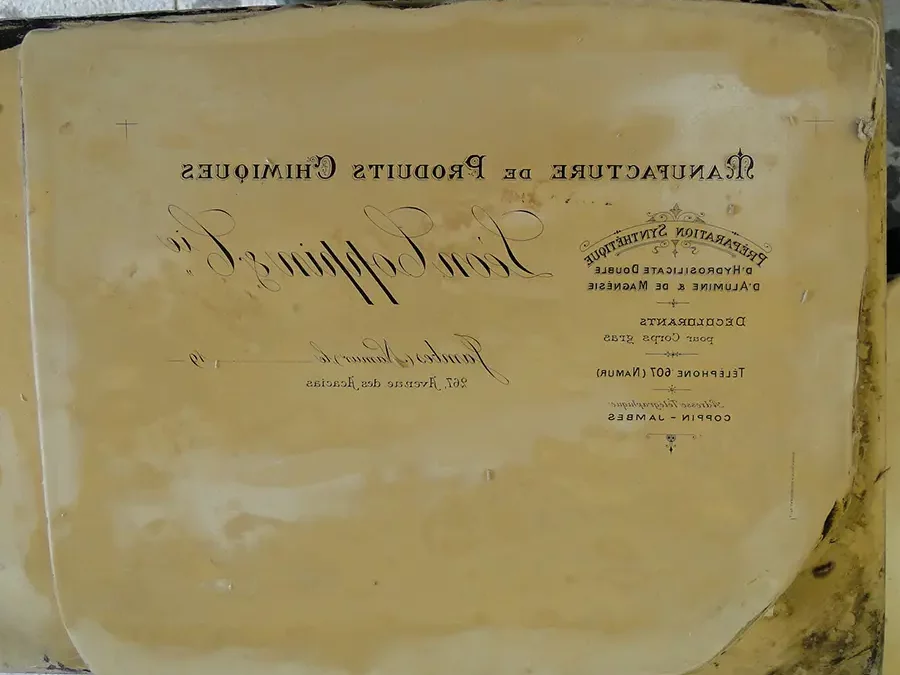 MANUFACTURE DE PRODUITS CHIMIQUES
Léon Coppin & Cie
PRÉPARATION SYNTHÉTIQUE
D'HYDROSILICATE DOUBLE
D'ALUMINE & DE MAGNÉSIE
DÉCOLORANTS
pour Corps gras
TÉLÉPHONE 607 (NAMUR)
Adresse Télégraphique
COPPIN - JAMBES
Jambes (Namur), le 19
267, Avenue des Acacias